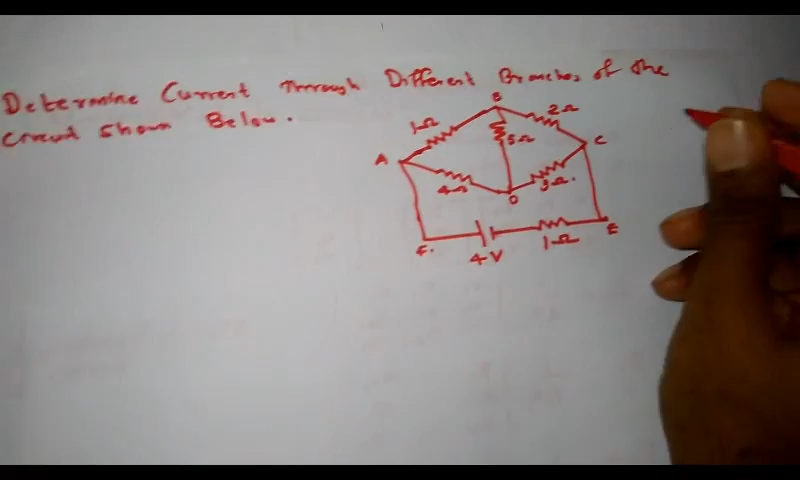 Determine Current Through Different Branches of the
Circuit Shown Below.
B
1Ω
2Ω
5Ω
A
C
4Ω
3Ω.
D
F.
4V
1Ω
E